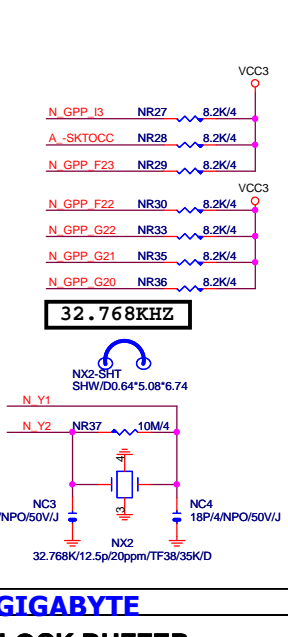 VCC3
N_GPP_I3 NR27 8.2K/4
A_-SKTOCC NR28 8.2K/4
N_GPP_F23 NR29 8.2K/4
VCC3
N_GPP_F22 NR30 8.2K/4
N_GPP_G22 NR33 8.2K/4
N_GPP_G21 NR35 8.2K/4
N_GPP_G20 NR36 8.2K/4
32.768KHZ
NX2-SHT
SHW/D0.64*5.08*6.74
N_Y1
N_Y2 NR37 10M/4
4
3
NC3 NC4
/NPO/50V/J 18P/4/NPO/50V/J
NX2
32.768K/12.5p/20ppm/TF38/35K/D
GIGABYTE